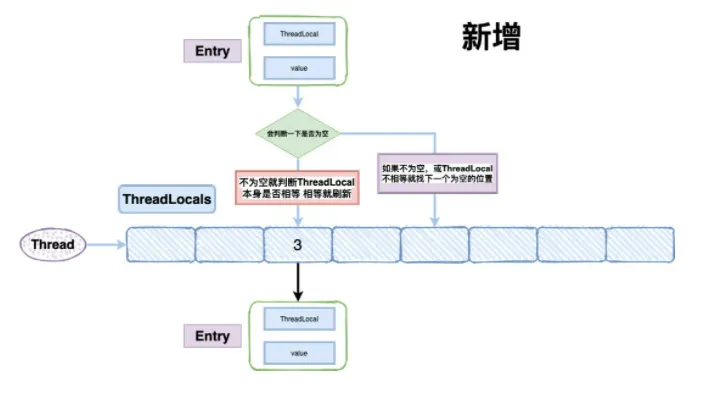 新增
Entry
ThreadLocal
value
会判断一下是否为空
不为空就判断ThreadLocal
本身是否相等 相等就刷新
如果不为空，或ThreadLocal
不相等就找下一个为空的位置
ThreadLocals
Thread
3
Entry
ThreadLocal
value